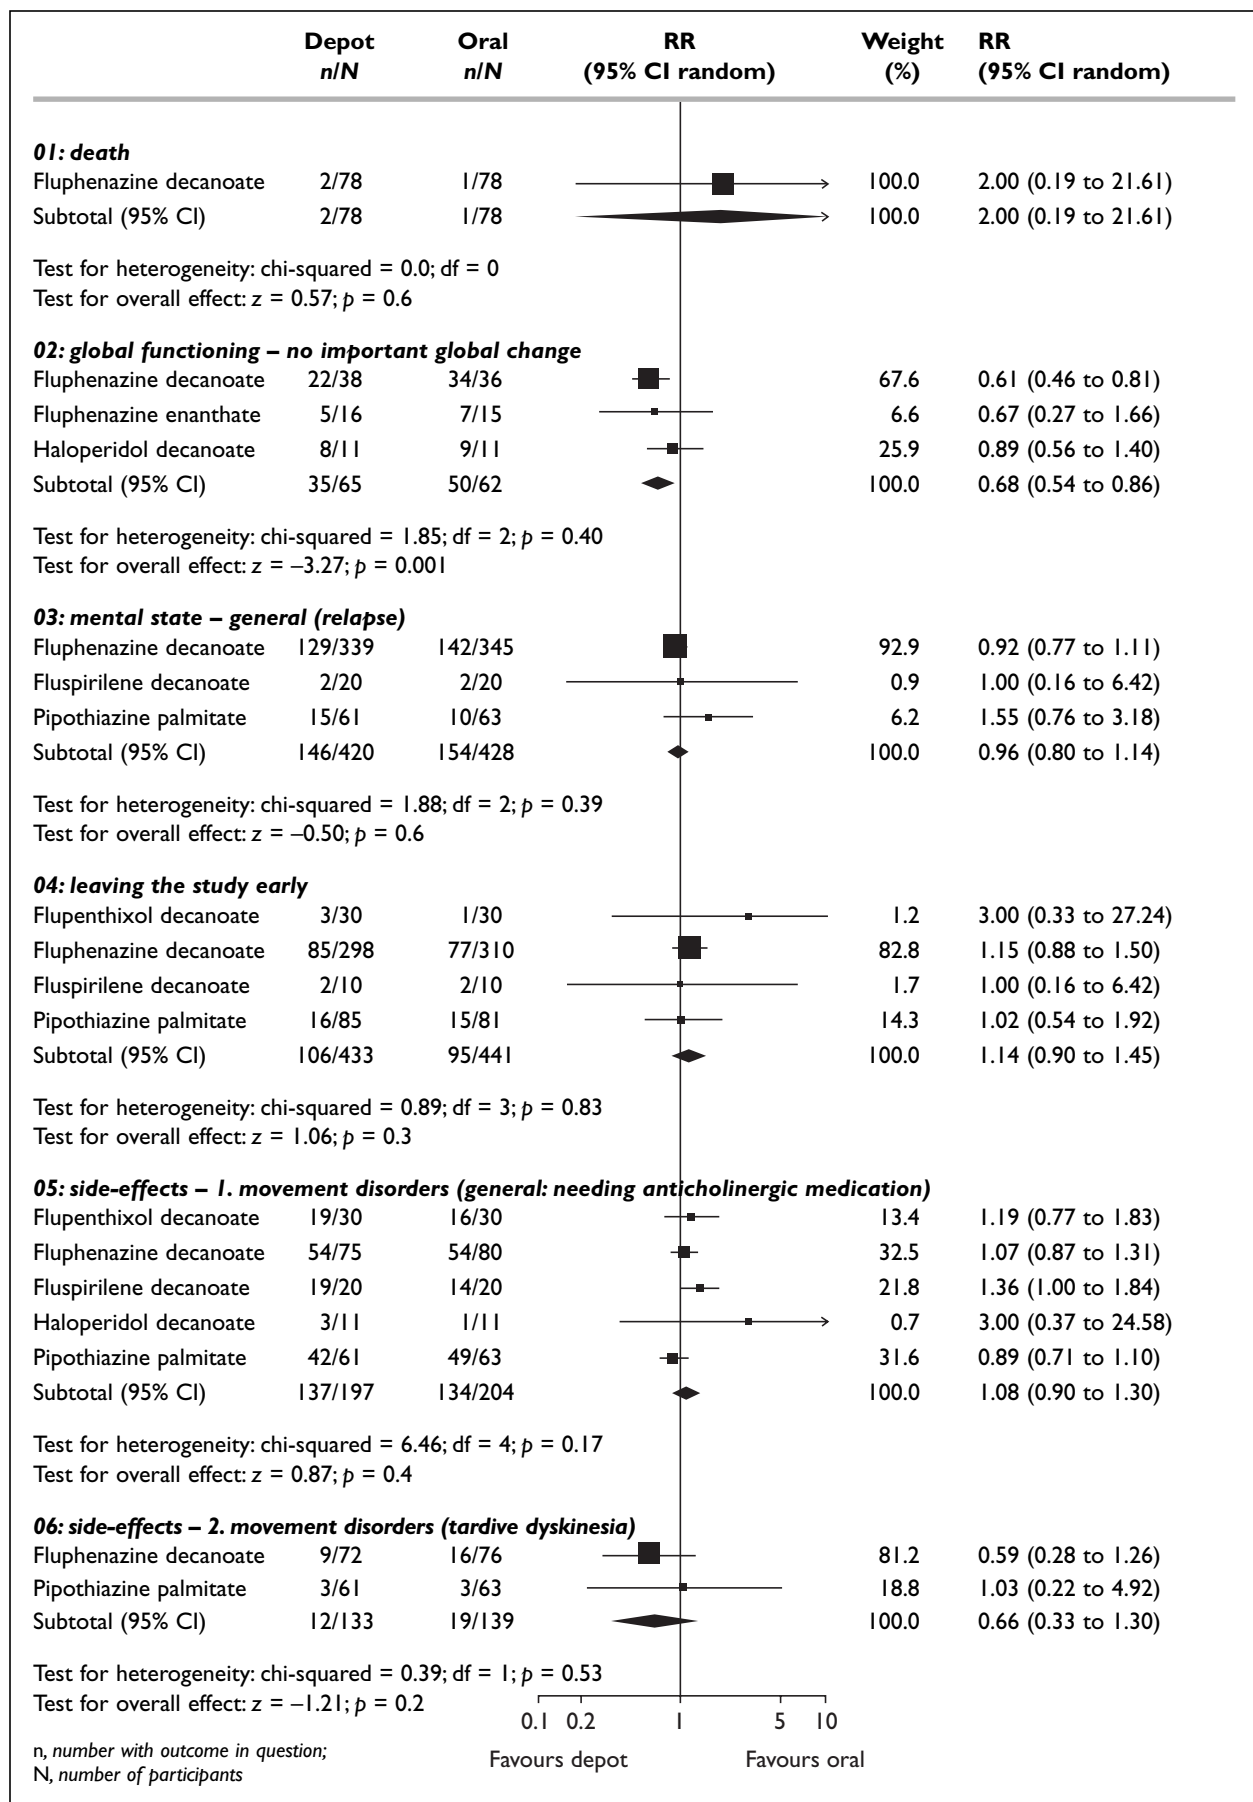 Depot Oral RR Weight RR
n/N n/N (95% CI random) (%) (95% CI random)
01: death
Fluphenazine decanoate 2/78 1/78 100.0 2.00 (0.19 to 21.61)
Subtotal (95% CI) 2/78 1/78 100.0 2.00 (0.19 to 21.61)
Test for heterogeneity: chi-squared = 0.0; df = 0
Test for overall effect: z = 0.57; p = 0.6
02: global functioning – no important global change
Fluphenazine decanoate 22/38 34/36 67.6 0.61 (0.46 to 0.81)
Fluphenazine enanthate 5/16 7/15 6.6 0.67 (0.27 to 1.66)
Haloperidol decanoate 8/11 9/11 25.9 0.89 (0.56 to 1.40)
Subtotal (95% CI) 35/65 50/62 100.0 0.68 (0.54 to 0.86)
Test for heterogeneity: chi-squared = 1.85; df = 2; p = 0.40
Test for overall effect: z = –3.27; p = 0.001
03: mental state – general (relapse)
Fluphenazine decanoate 129/339 142/345 92.9 0.92 (0.77 to 1.11)
Fluspirilene decanoate 2/20 2/20 0.9 1.00 (0.16 to 6.42)
Pipothiazine palmitate 15/61 10/63 6.2 1.55 (0.76 to 3.18)
Subtotal (95% CI) 146/420 154/428 100.0 0.96 (0.80 to 1.14)
Test for heterogeneity: chi-squared = 1.88; df = 2; p = 0.39
Test for overall effect: z = –0.50; p = 0.6
04: leaving the study early
Flupenthixol decanoate 3/30 1/30 1.2 3.00 (0.33 to 27.24)
Fluphenazine decanoate 85/298 77/310 82.8 1.15 (0.88 to 1.50)
Fluspirilene decanoate 2/10 2/10 1.7 1.00 (0.16 to 6.42)
Pipothiazine palmitate 16/85 15/81 14.3 1.02 (0.54 to 1.92)
Subtotal (95% CI) 106/433 95/441 100.0 1.14 (0.90 to 1.45)
Test for heterogeneity: chi-squared = 0.89; df = 3; p = 0.83
Test for overall effect: z = 1.06; p = 0.3
05: side-effects – 1. movement disorders (general: needing anticholinergic medication)
Flupenthixol decanoate 19/30 16/30 13.4 1.19 (0.77 to 1.83)
Fluphenazine decanoate 54/75 54/80 32.5 1.07 (0.87 to 1.31)
Fluspirilene decanoate 19/20 14/20 21.8 1.36 (1.00 to 1.84)
Haloperidol decanoate 3/11 1/11 0.7 3.00 (0.37 to 24.58)
Pipothiazine palmitate 42/61 49/63 31.6 0.89 (0.71 to 1.10)
Subtotal (95% CI) 137/197 134/204 100.0 1.08 (0.90 to 1.30)
Test for heterogeneity: chi-squared = 6.46; df = 4; p = 0.17
Test for overall effect: z = 0.87; p = 0.4
06: side-effects – 2. movement disorders (tardive dyskinesia)
Fluphenazine decanoate 9/72 16/76 81.2 0.59 (0.28 to 1.26)
Pipothiazine palmitate 3/61 3/63 18.8 1.03 (0.22 to 4.92)
Subtotal (95% CI) 12/133 19/139 100.0 0.66 (0.33 to 1.30)
Test for heterogeneity: chi-squared = 0.39; df = 1; p = 0.53
Test for overall effect: z = –1.21; p = 0.2
0.1 0.2 1 5 10
Favours depot Favours oral
n, number with outcome in question;
N, number of participants